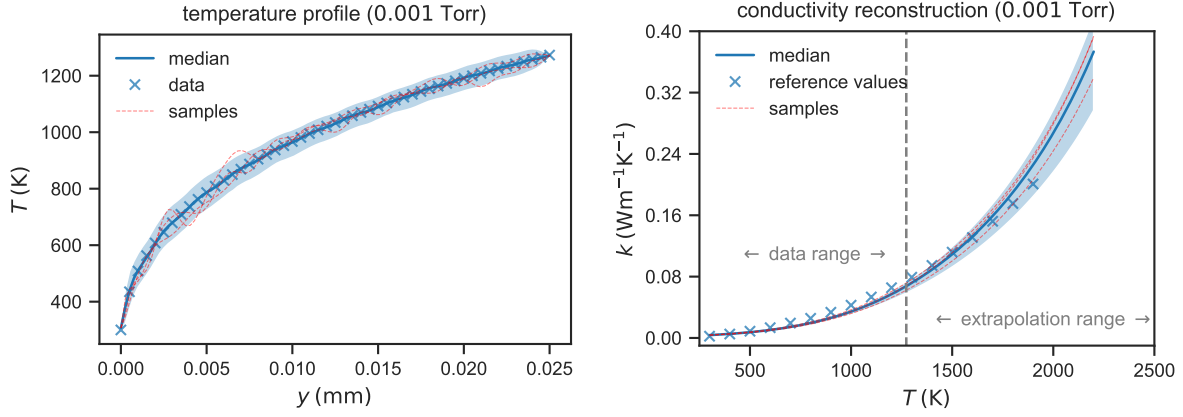 temperature profile (0.001 Torr)
median
data
samples
1200
1000
800
600
400
T (K)
0.000
0.005
0.010
0.015
0.020
0.025
y (mm)
conductivity reconstruction (0.001 Torr)
median
reference values
samples
0.40
0.32
0.24
0.16
0.08
0.00
k (Wm⁻¹K⁻¹)
← data range →
← extrapolation range →
500
1000
1500
2000
2500
T (K)